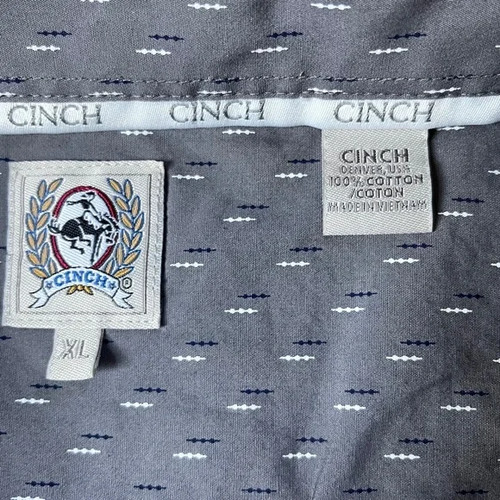 CINCH CINCH CINCH
CINCH
DENVER, USA
100% COTTON
/COTON
MADE IN VIETNAM
CINCH ®
XL